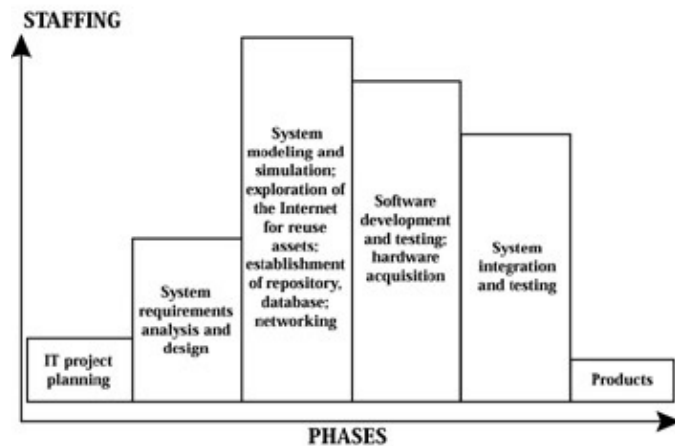 STAFFING
IT project
planning
System
requirements
analysis and
design
System
modeling and
simulation;
exploration of
the Internet
for reuse
assets;
establishment
of repository,
database;
networking
Software
development
and testing;
hardware
acquisition
System
integration
and testing
Products
PHASES